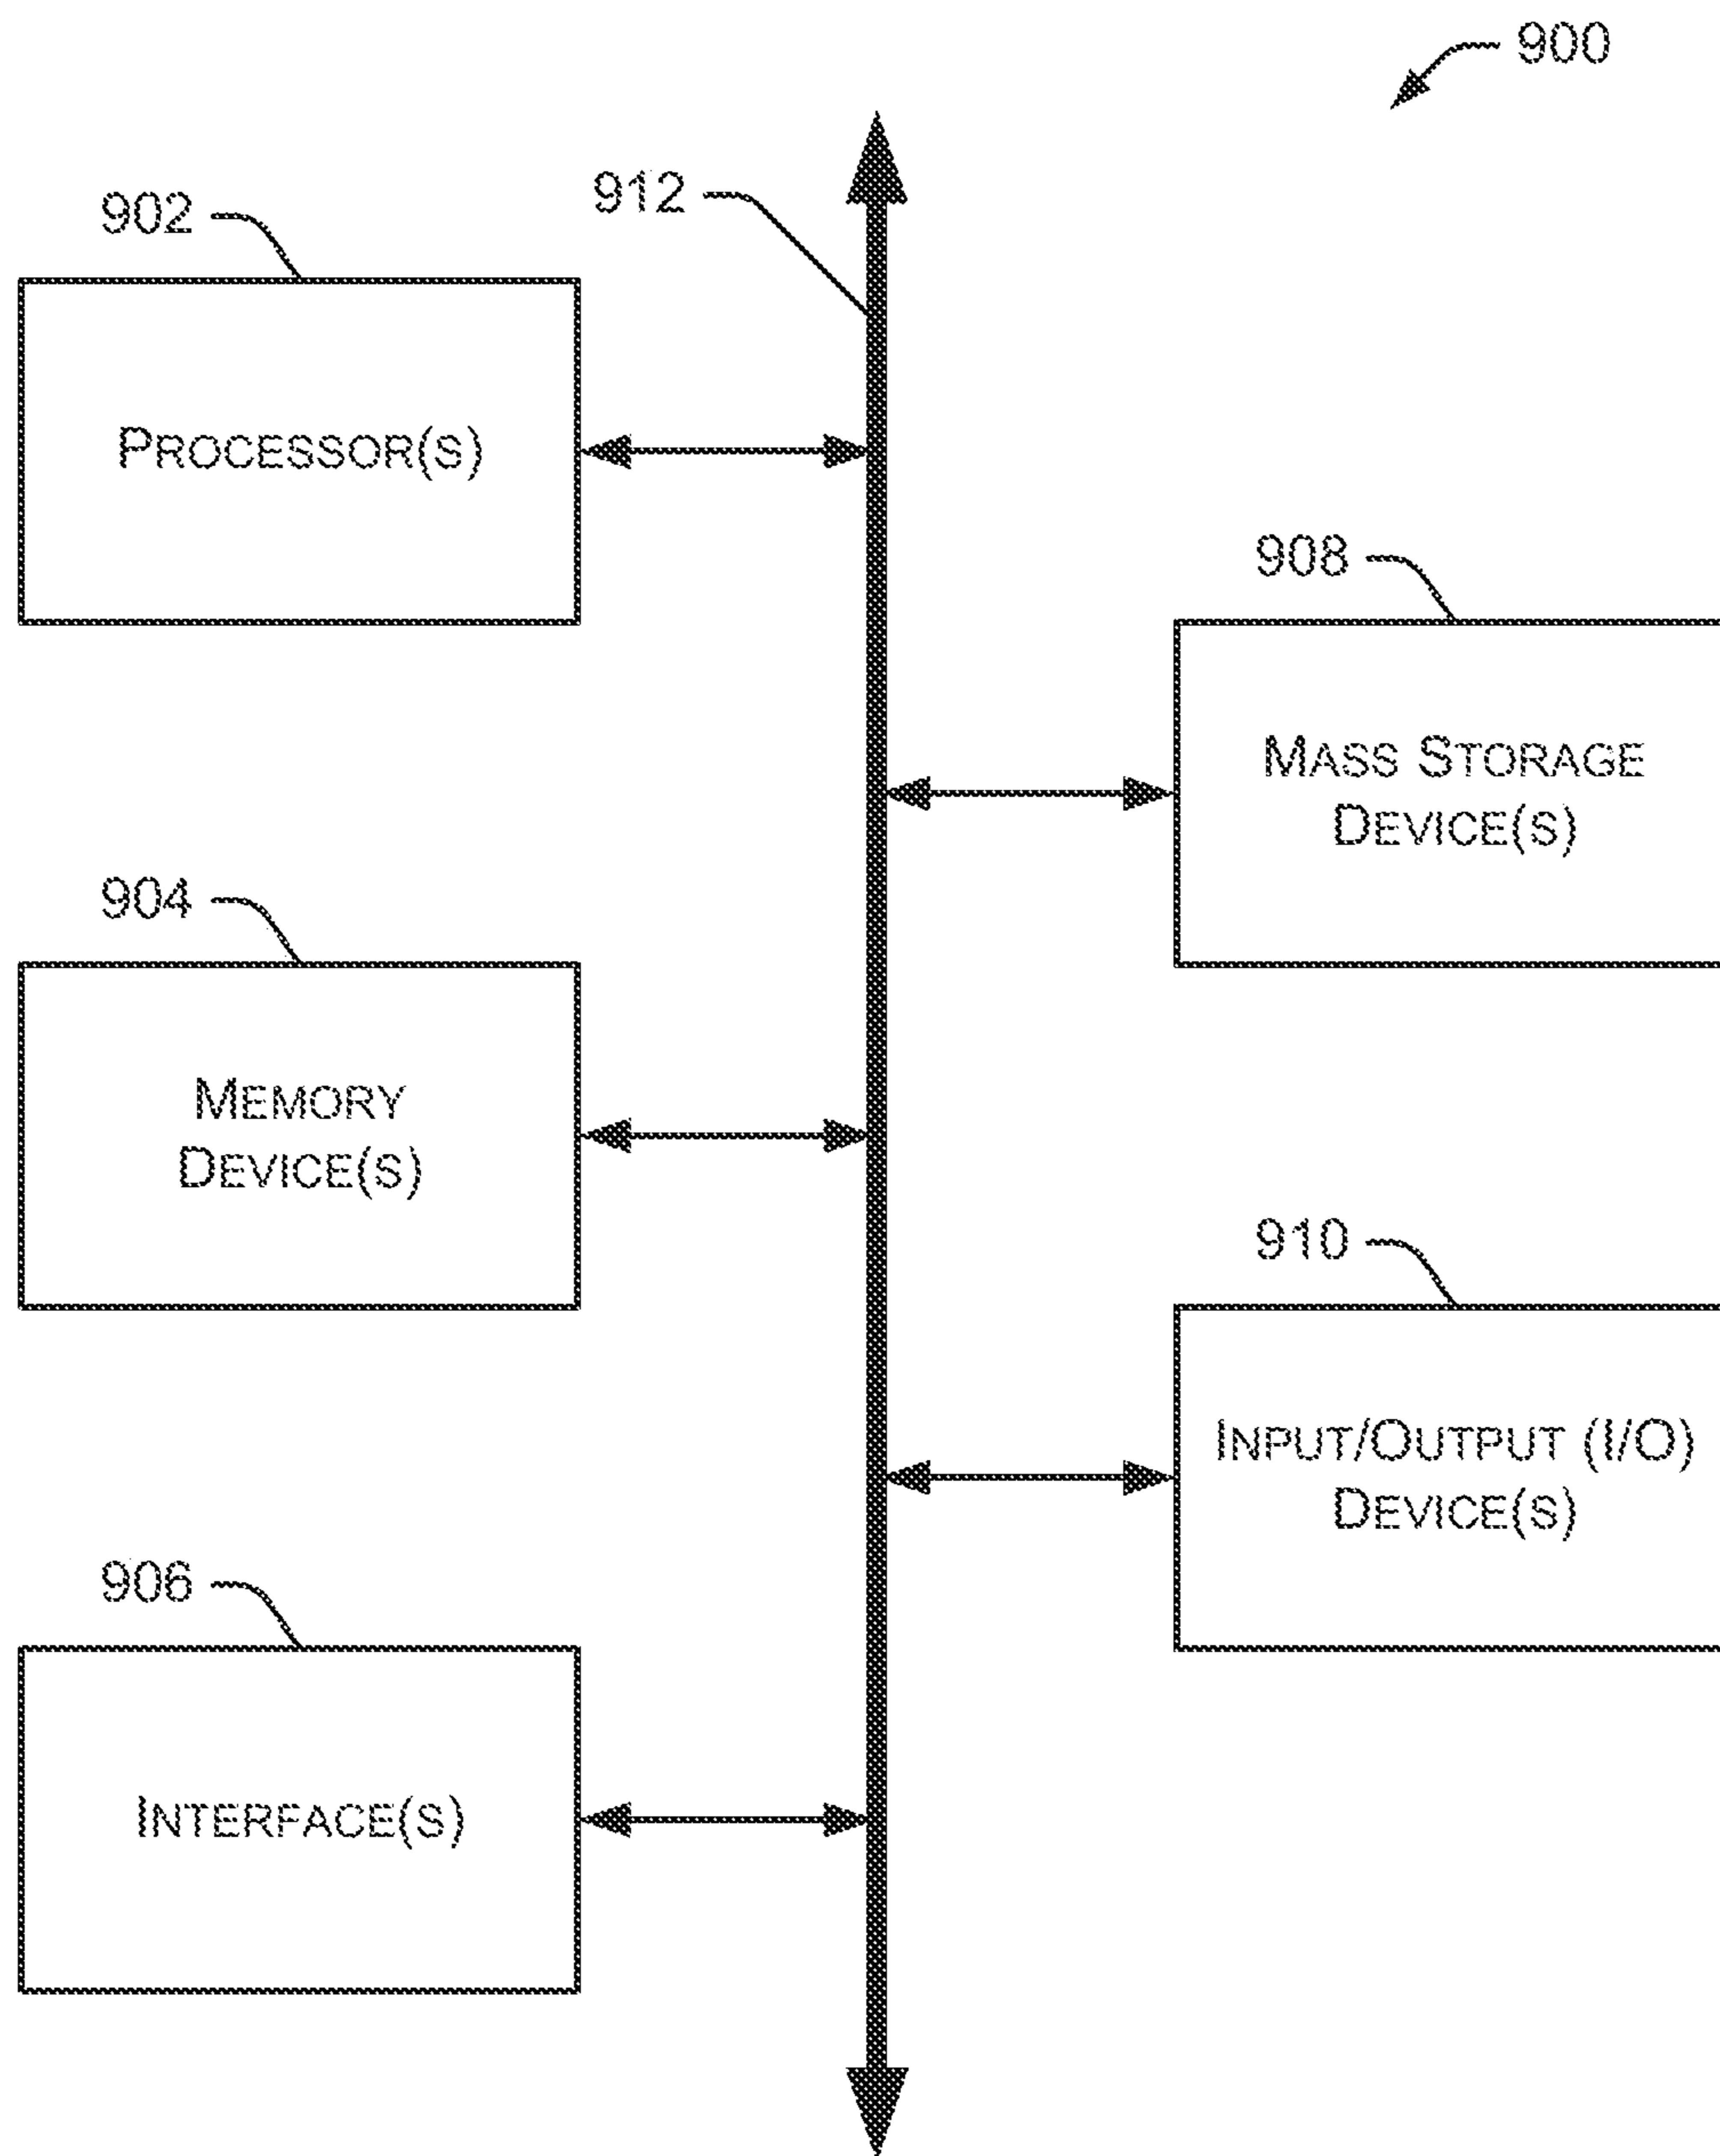 900
912
902
PROCESSOR(S)
908
MASS STORAGE
DEVICE(S)
904
MEMORY
DEVICE(S)
910
INPUT/OUTPUT (I/O)
DEVICE(S)
906
INTERFACE(S)